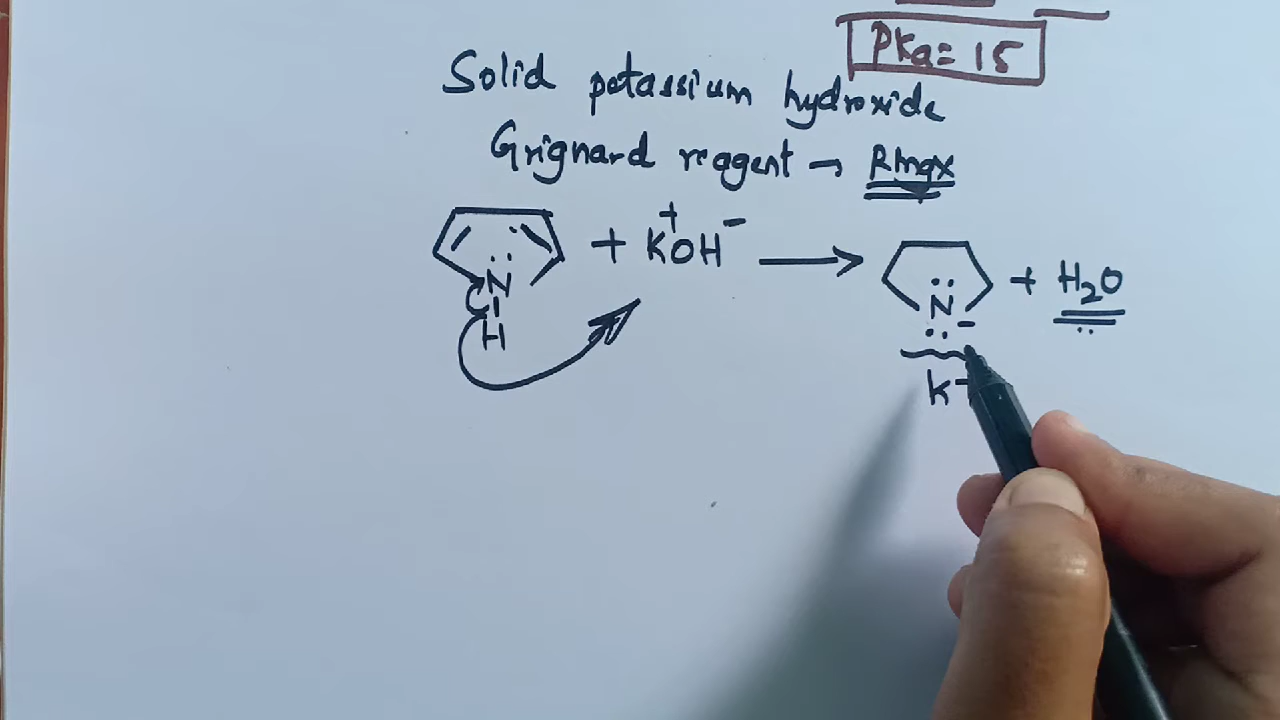 PKa = 15
Solid potassium hydroxide
Grignard reagent → Rmgx
N H + K+OH- → N- + H2O
K